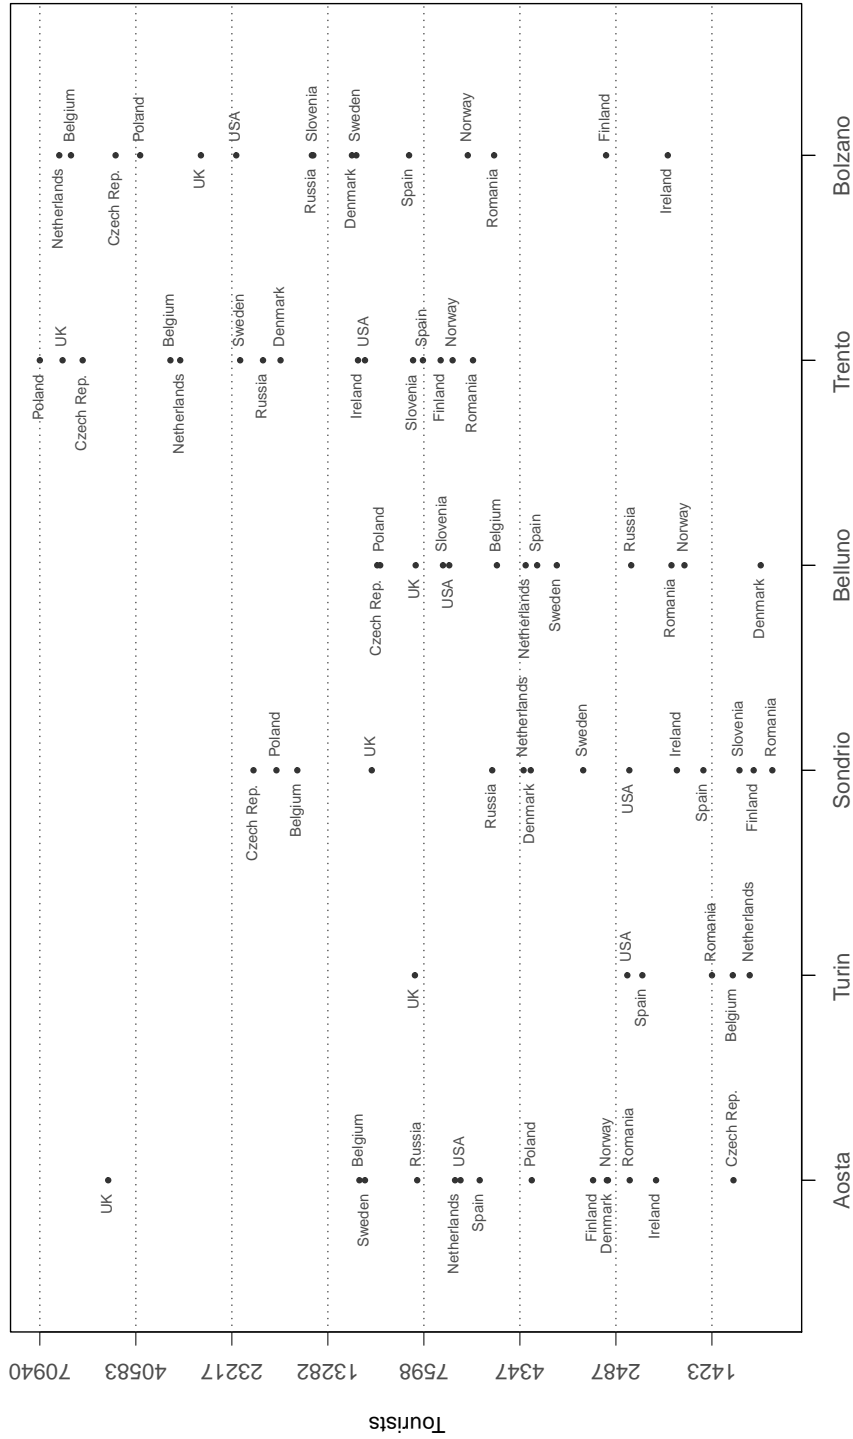 Tourists
70940
40583
23217
13282
7598
4347
2487
1423
Aosta
Turin
Sondrio
Belluno
Trento
Bolzano
UK
Belgium
Sweden
Russia
Netherlands
USA
Spain
Poland
Finland
Norway
Denmark
Romania
Ireland
Czech Rep.
UK
USA
Spain
Romania
Belgium
Netherlands
Czech Rep.
Poland
Belgium
UK
Russia
Netherlands
Denmark
Sweden
USA
Ireland
Spain
Slovenia
Finland
Romania
Czech Rep.
Poland
UK
Slovenia
USA
Belgium
Netherlands
Spain
Sweden
Russia
Romania
Norway
Denmark
Poland
UK
Czech Rep.
Belgium
Netherlands
Sweden
Russia
Denmark
Ireland
USA
Slovenia
Spain
Finland
Norway
Romania
Netherlands
Belgium
Czech Rep.
Poland
UK
USA
Russia
Slovenia
Denmark
Sweden
Spain
Norway
Romania
Finland
Ireland